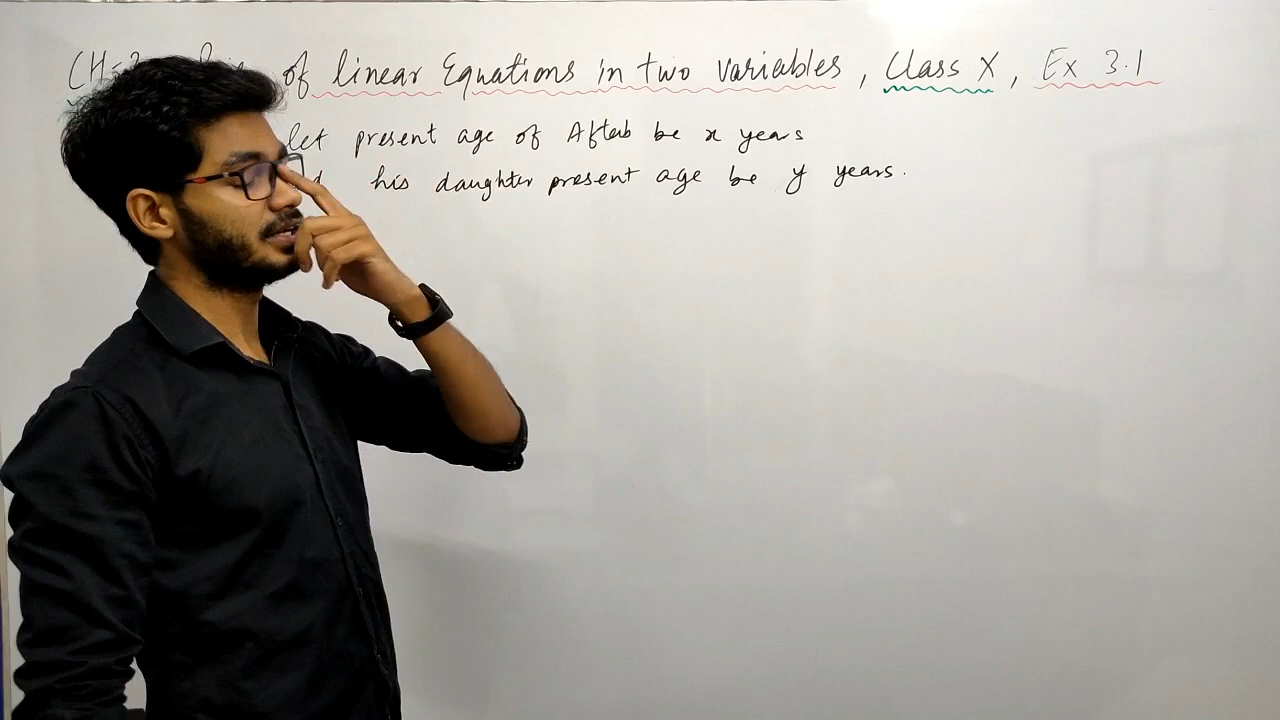 of linear Equations in two variables, Class X, Ex 3.1
let present age of Aftab be x years
his daughter present age be y years.